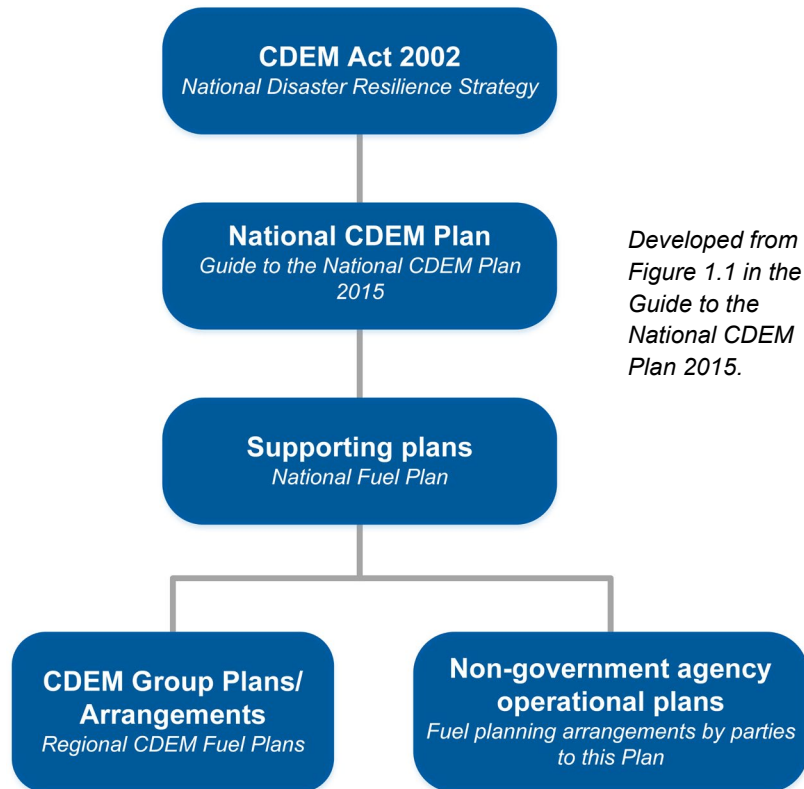 CDEM Act 2002
National Disaster Resilience Strategy
National CDEM Plan
Guide to the National CDEM Plan
2015
Developed from
Figure 1.1 in the
Guide to the
National CDEM
Plan 2015.
Supporting plans
National Fuel Plan
CDEM Group Plans/
Arrangements
Regional CDEM Fuel Plans
Non-government agency
operational plans
Fuel planning arrangements by parties
to this Plan